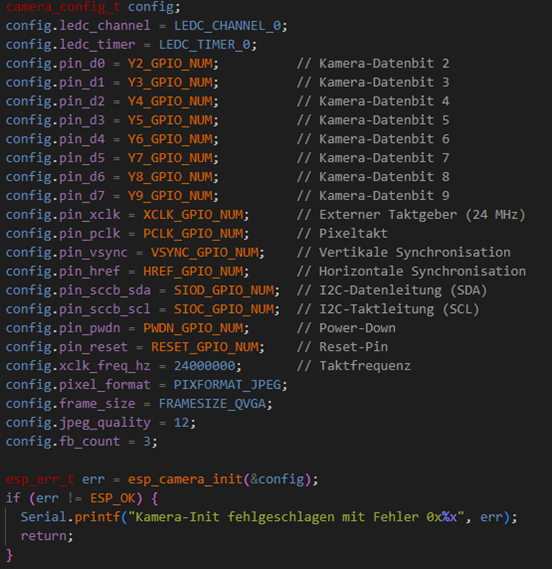 camera_config_t config;
config.ledc_channel = LEDC_CHANNEL_0;
config.ledc_timer = LEDC_TIMER_0;
config.pin_d0 = Y2_GPIO_NUM;          // Kamera-Datenbit 2
config.pin_d1 = Y3_GPIO_NUM;          // Kamera-Datenbit 3
config.pin_d2 = Y4_GPIO_NUM;          // Kamera-Datenbit 4
config.pin_d3 = Y5_GPIO_NUM;          // Kamera-Datenbit 5
config.pin_d4 = Y6_GPIO_NUM;          // Kamera-Datenbit 6
config.pin_d5 = Y7_GPIO_NUM;          // Kamera-Datenbit 7
config.pin_d6 = Y8_GPIO_NUM;          // Kamera-Datenbit 8
config.pin_d7 = Y9_GPIO_NUM;          // Kamera-Datenbit 9
config.pin_xclk = XCLK_GPIO_NUM;      // Externer Taktgeber (24 MHz)
config.pin_pclk = PCLK_GPIO_NUM;      // Pixeltakt
config.pin_vsync = VSYNC_GPIO_NUM;    // Vertikale Synchronisation
config.pin_href = HREF_GPIO_NUM;      // Horizontale Synchronisation
config.pin_sccb_sda = SIOD_GPIO_NUM;  // I2C-Datenleitung (SDA)
config.pin_sccb_scl = SIOC_GPIO_NUM;  // I2C-Taktleitung (SCL)
config.pin_pwdn = PWDN_GPIO_NUM;      // Power-Down
config.pin_reset = RESET_GPIO_NUM;    // Reset-Pin
config.xclk_freq_hz = 24000000;       // Taktfrequenz
config.pixel_format = PIXFORMAT_JPEG;
config.frame_size = FRAMESIZE_QVGA;
config.jpeg_quality = 12;
config.fb_count = 3;

esp_err_t err = esp_camera_init(&config);
if (err != ESP_OK) {
  Serial.printf("Kamera-Init fehlgeschlagen mit Fehler 0x%x", err);
  return;
}